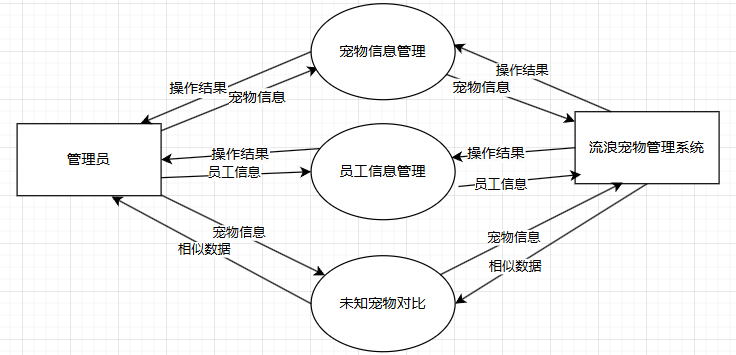 宠物信息管理
操作结果
宠物信息
操作结果
宠物信息
管理员
流浪宠物管理系统
操作结果
员工信息
员工信息管理
操作结果
员工信息
宠物信息
相似数据
宠物信息
相似数据
未知宠物对比